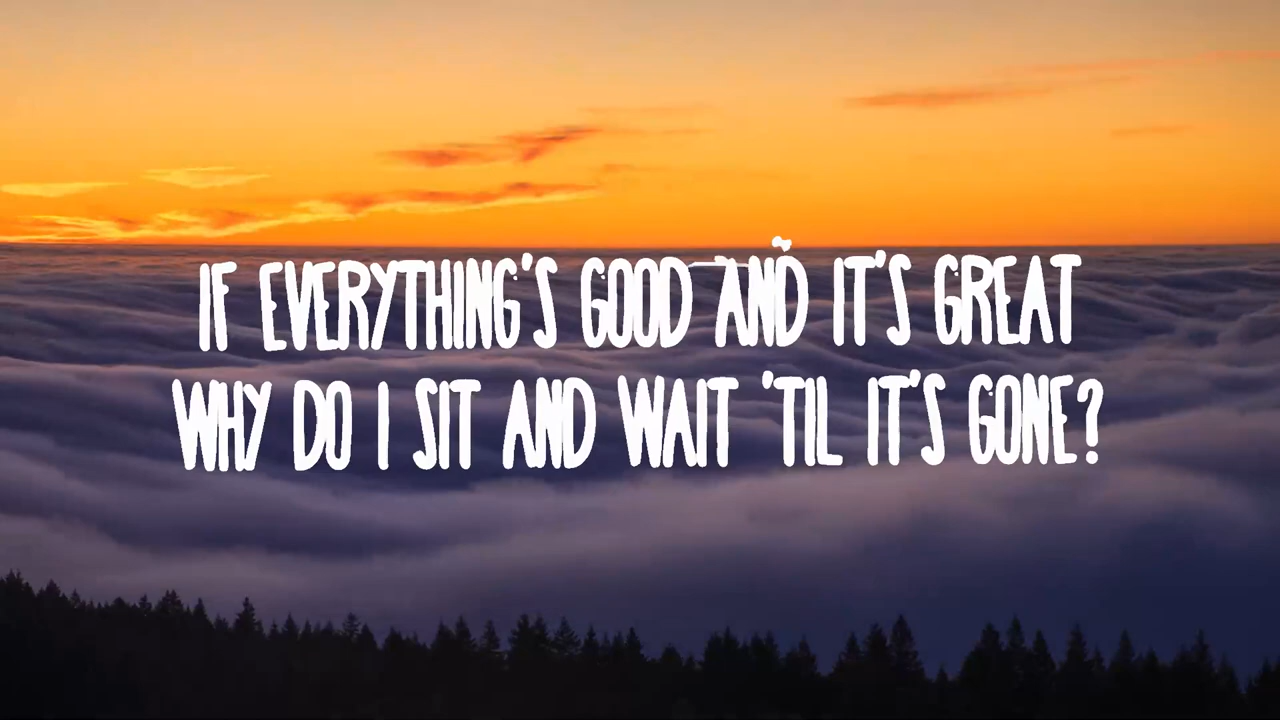 IF EVERYTHING'S GOOD AND IT'S GREAT
WHY DO I SIT AND WAIT 'TIL IT'S GONE?